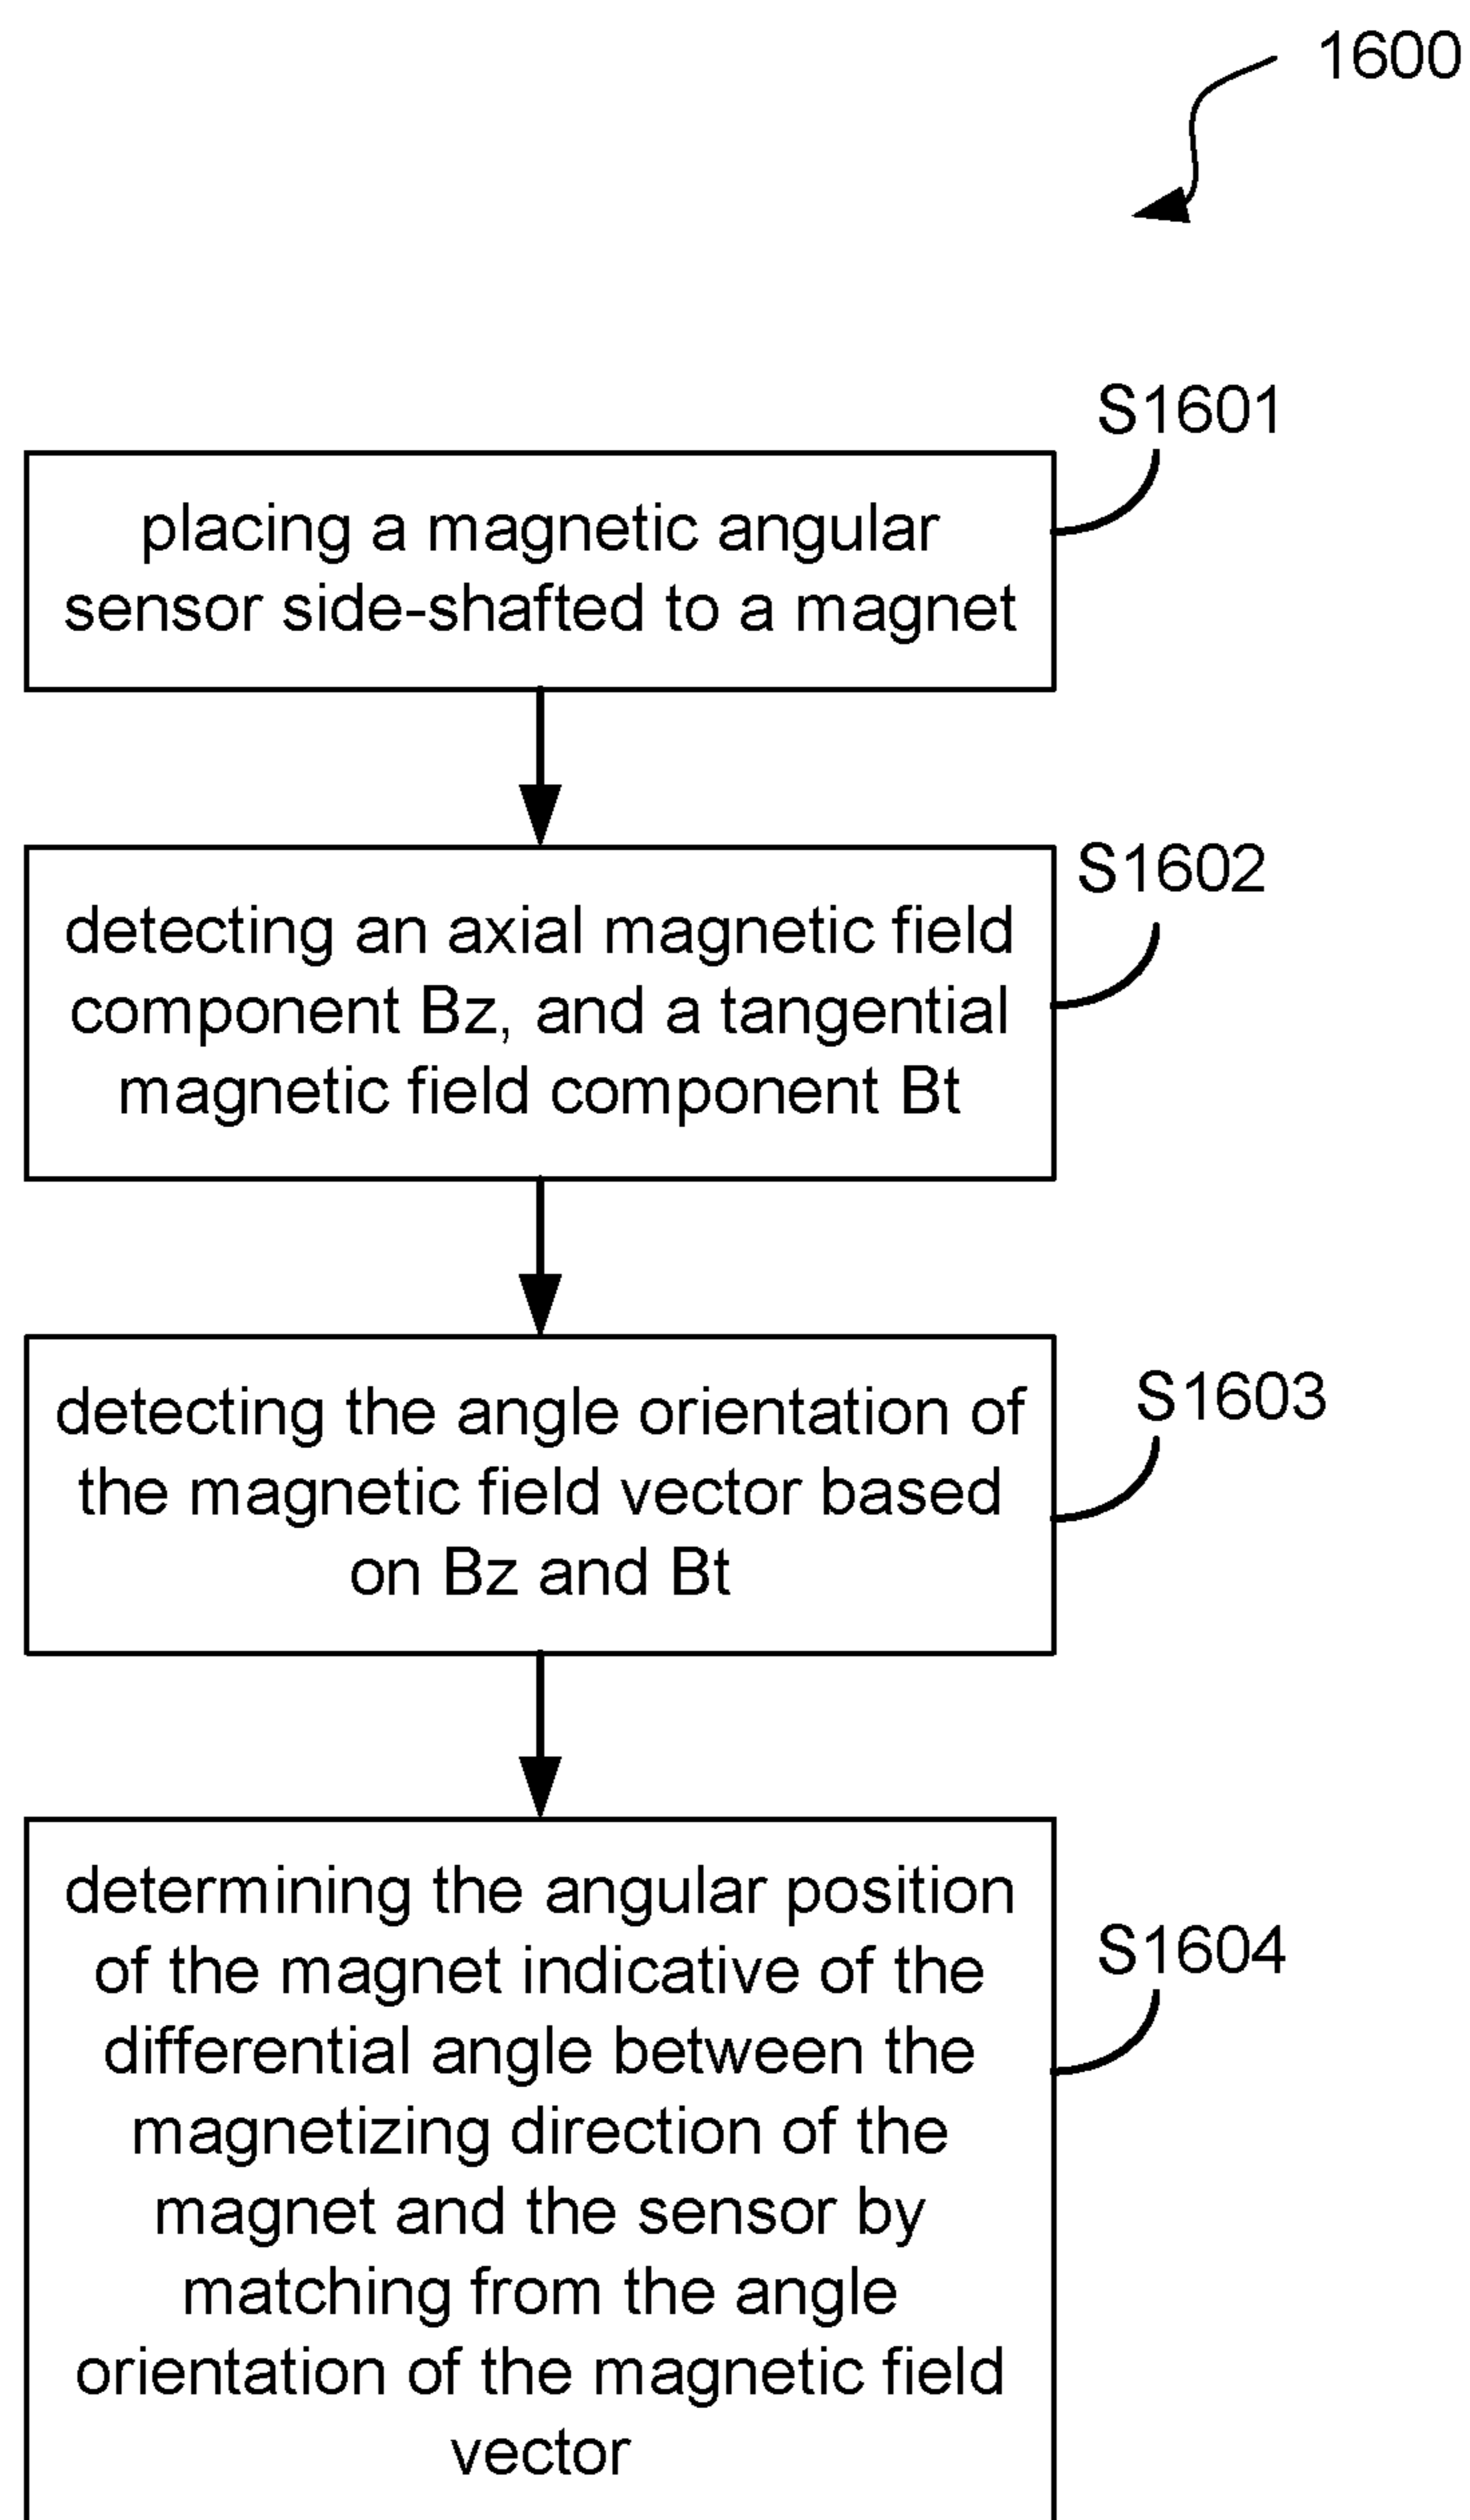 1600
S1601
placing a magnetic angular
sensor side-shafted to a magnet
S1602
detecting an axial magnetic field
component Bz, and a tangential
magnetic field component Bt
S1603
detecting the angle orientation of
the magnetic field vector based
on Bz and Bt
S1604
determining the angular position
of the magnet indicative of the
differential angle between the
magnetizing direction of the
magnet and the sensor by
matching from the angle
orientation of the magnetic field
vector